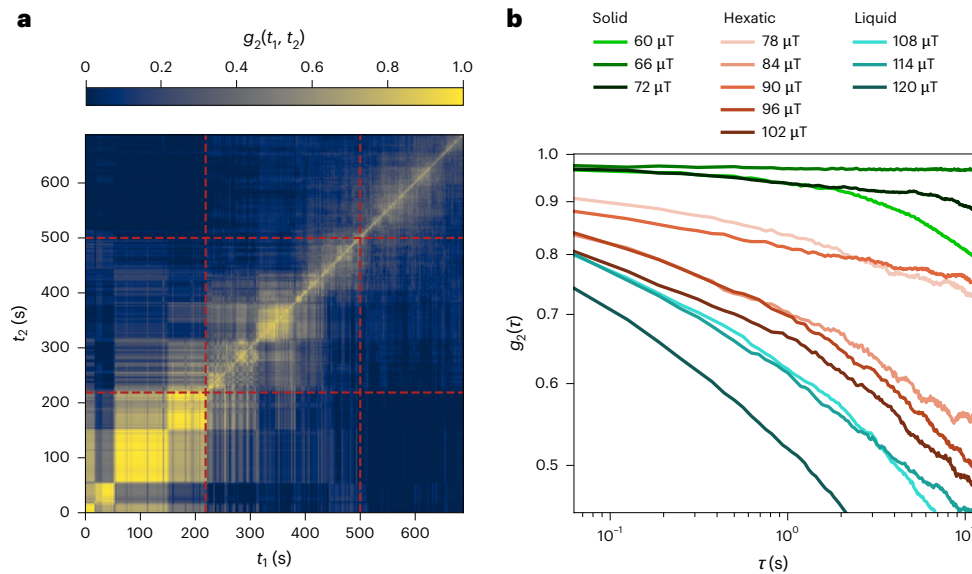 a
g2(t1, t2)
0 0.2 0.4 0.6 0.8 1.0
600
500
400
300
200
100
0
t2 (s)
0 100 200 300 400 500 600
t1 (s)
b
Solid Hexatic Liquid
60 µT 78 µT 108 µT
66 µT 84 µT 114 µT
72 µT 90 µT 120 µT
96 µT
102 µT
1.0
0.9
0.8
0.7
0.6
0.5
g2(τ)
10⁻¹ 10⁰
τ (s)